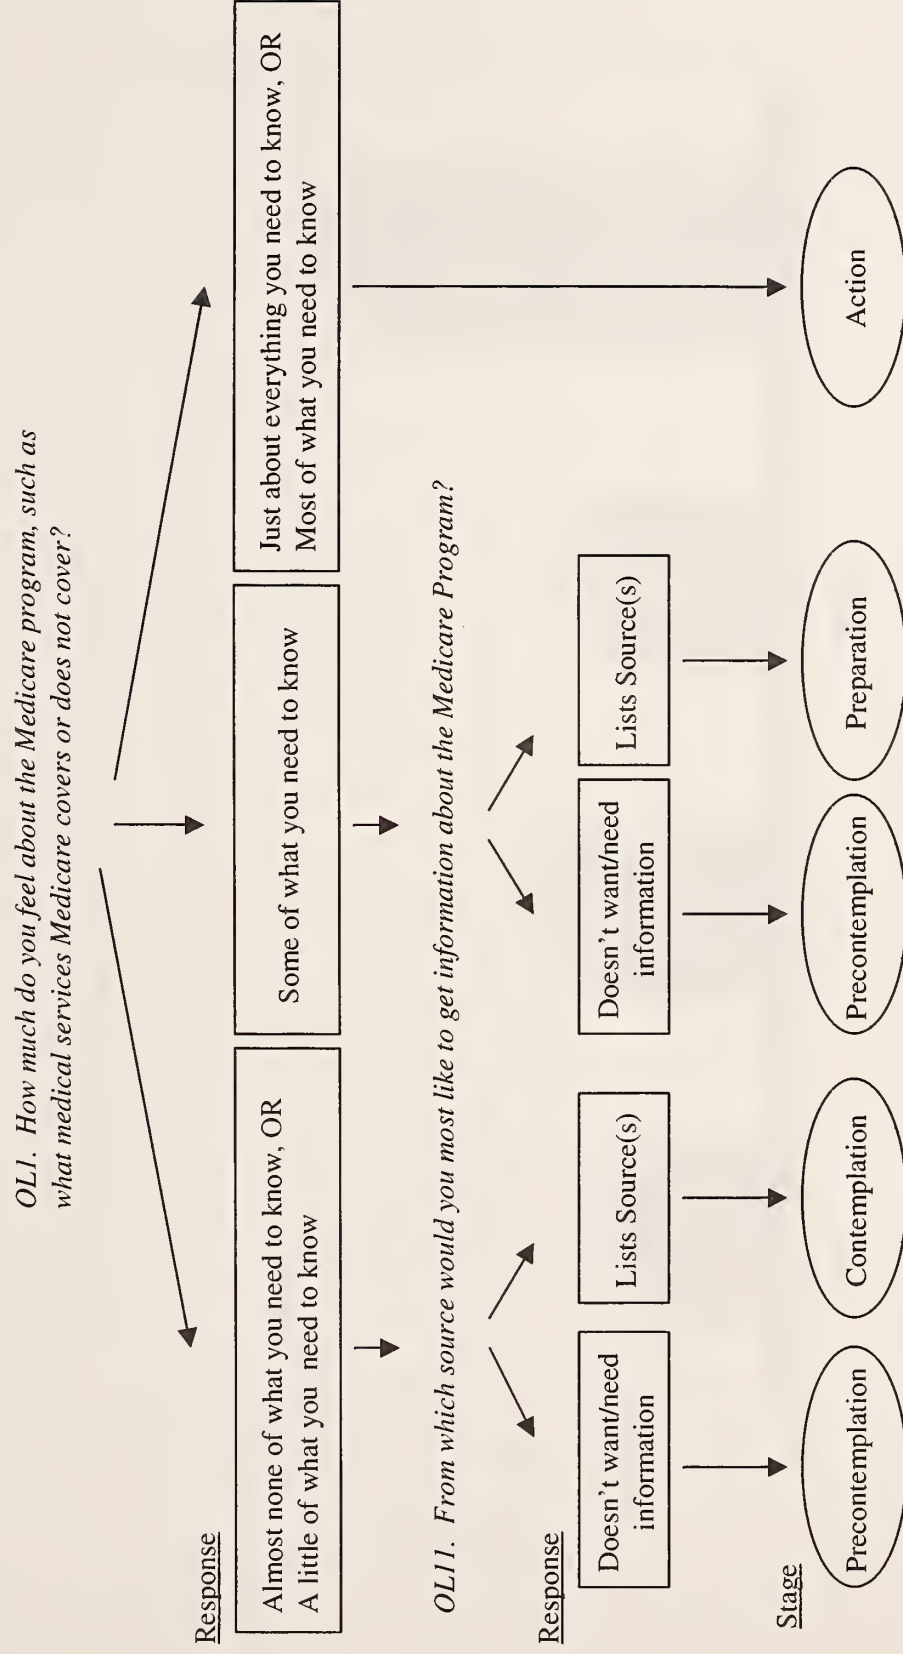 OL1. How much do you feel about the Medicare program, such as
what medical services Medicare covers or does not cover?
Response
Almost none of what you need to know, OR
A little of what you need to know
Some of what you need to know
Just about everything you need to know, OR
Most of what you need to know
OL11. From which source would you most like to get information about the Medicare Program?
Response
Doesn't want/need
information
Lists Source(s)
Doesn't want/need
information
Lists Source(s)
Stage
Precontemplation
Contemplation
Precontemplation
Preparation
Action